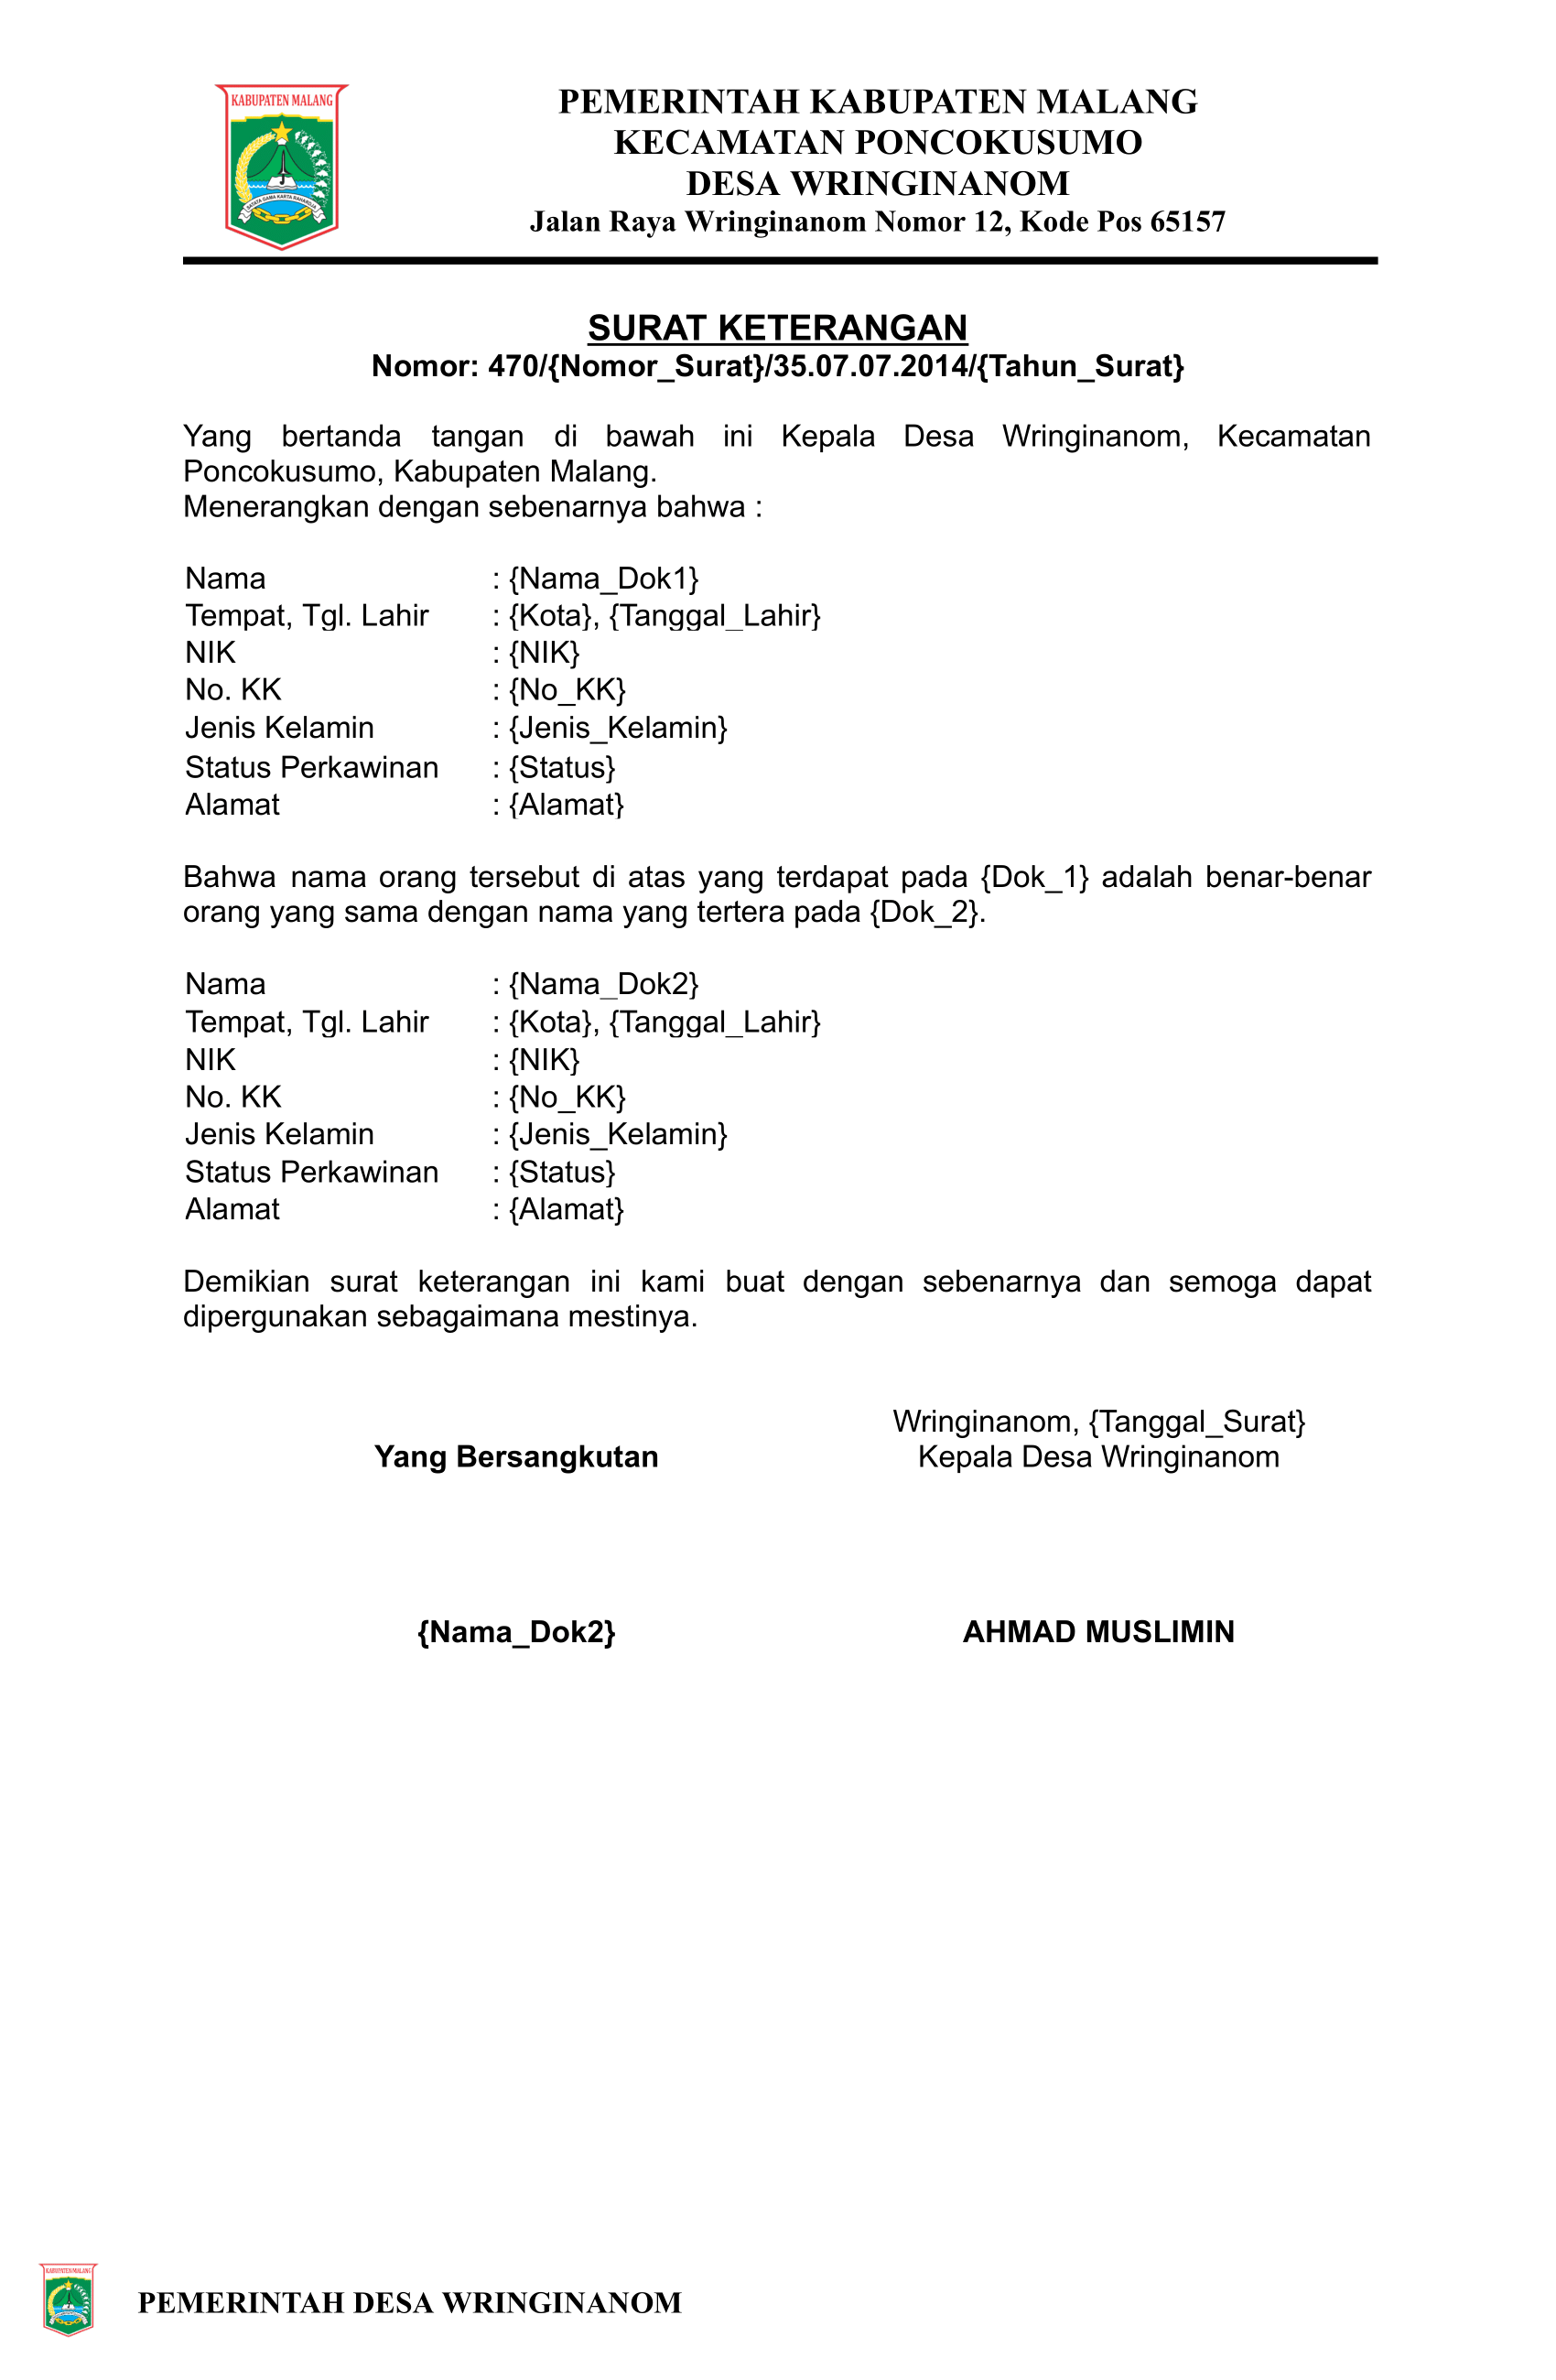 KABUPATEN MALANG
SATATA GAMA KARTA RAHARDJA
PEMERINTAH KABUPATEN MALANG
KECAMATAN PONCOKUSUMO
DESA WRINGINANOM
Jalan Raya Wringinanom Nomor 12, Kode Pos 65157
SURAT KETERANGAN
Nomor: 470/{Nomor_Surat}/35.07.07.2014/{Tahun_Surat}
Yang bertanda tangan di bawah ini Kepala Desa Wringinanom, Kecamatan
Poncokusumo, Kabupaten Malang.
Menerangkan dengan sebenarnya bahwa :
Nama : {Nama_Dok1}
Tempat, Tgl. Lahir : {Kota}, {Tanggal_Lahir}
NIK : {NIK}
No. KK : {No_KK}
Jenis Kelamin : {Jenis_Kelamin}
Status Perkawinan : {Status}
Alamat : {Alamat}
Bahwa nama orang tersebut di atas yang terdapat pada {Dok_1} adalah benar-benar
orang yang sama dengan nama yang tertera pada {Dok_2}.
Nama : {Nama_Dok2}
Tempat, Tgl. Lahir : {Kota}, {Tanggal_Lahir}
NIK : {NIK}
No. KK : {No_KK}
Jenis Kelamin : {Jenis_Kelamin}
Status Perkawinan : {Status}
Alamat : {Alamat}
Demikian surat keterangan ini kami buat dengan sebenarnya dan semoga dapat
dipergunakan sebagaimana mestinya.
Wringinanom, {Tanggal_Surat}
Yang Bersangkutan Kepala Desa Wringinanom
{Nama_Dok2} AHMAD MUSLIMIN
KABUPATEN MALANG
PEMERINTAH DESA WRINGINANOM